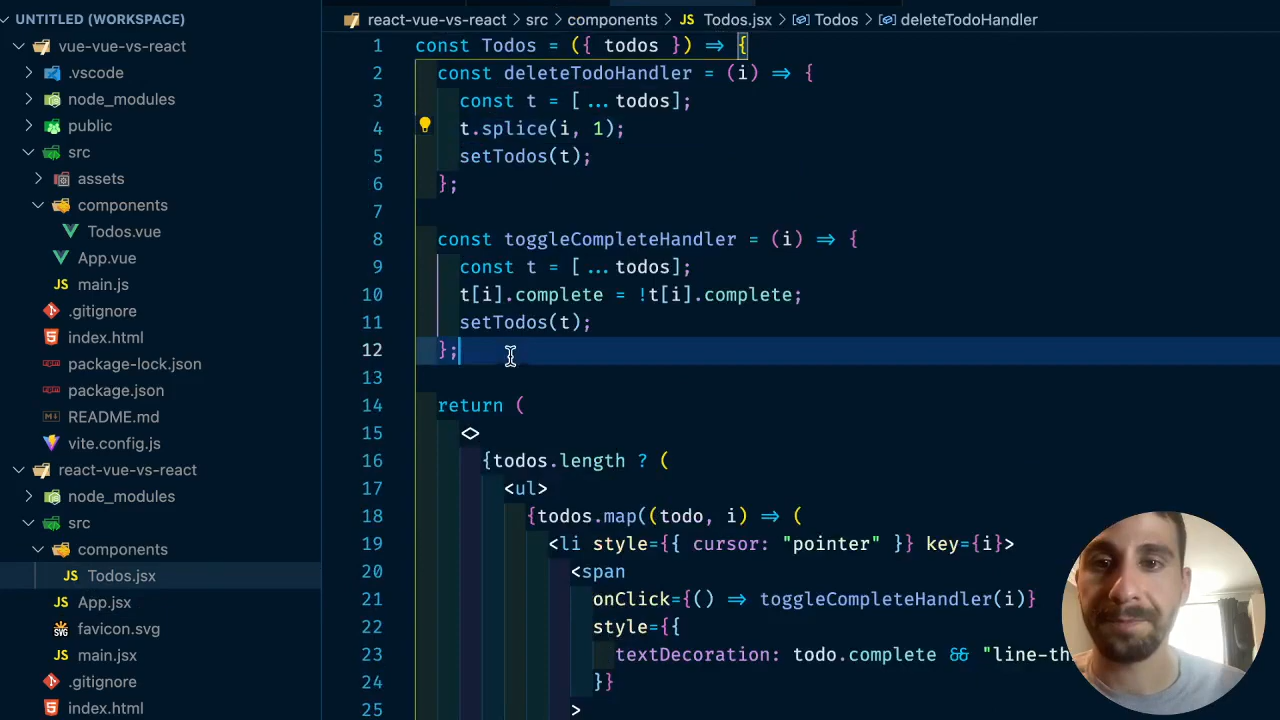 UNTITLED (WORKSPACE)
vue-vue-vs-react
.vscode
node_modules
public
src
assets
components
Todos.vue
App.vue
main.js
.gitignore
index.html
package-lock.json
package.json
README.md
vite.config.js
react-vue-vs-react
node_modules
src
components
JS Todos.jsx
JS App.jsx
favicon.svg
JS main.jsx
.gitignore
index.html
react-vue-vs-react > src > components > JS Todos.jsx > Todos > deleteTodoHandler
1 const Todos = ({ todos }) => {
2 const deleteTodoHandler = (i) => {
3 const t = [...todos];
4 t.splice(i, 1);
5 setTodos(t);
6 };
7
8 const toggleCompleteHandler = (i) => {
9 const t = [...todos];
10 t[i].complete = !t[i].complete;
11 setTodos(t);
12 };
13
14 return (
15 <>
16 {todos.length ? (
17 <ul>
18 {todos.map((todo, i) => (
19 <li style={{ cursor: "pointer" }} key={i}>
20 <span
21 onClick={() => toggleCompleteHandler(i)}
22 style={{
23 textDecoration: todo.complete && "line-th
24 }}
25 >